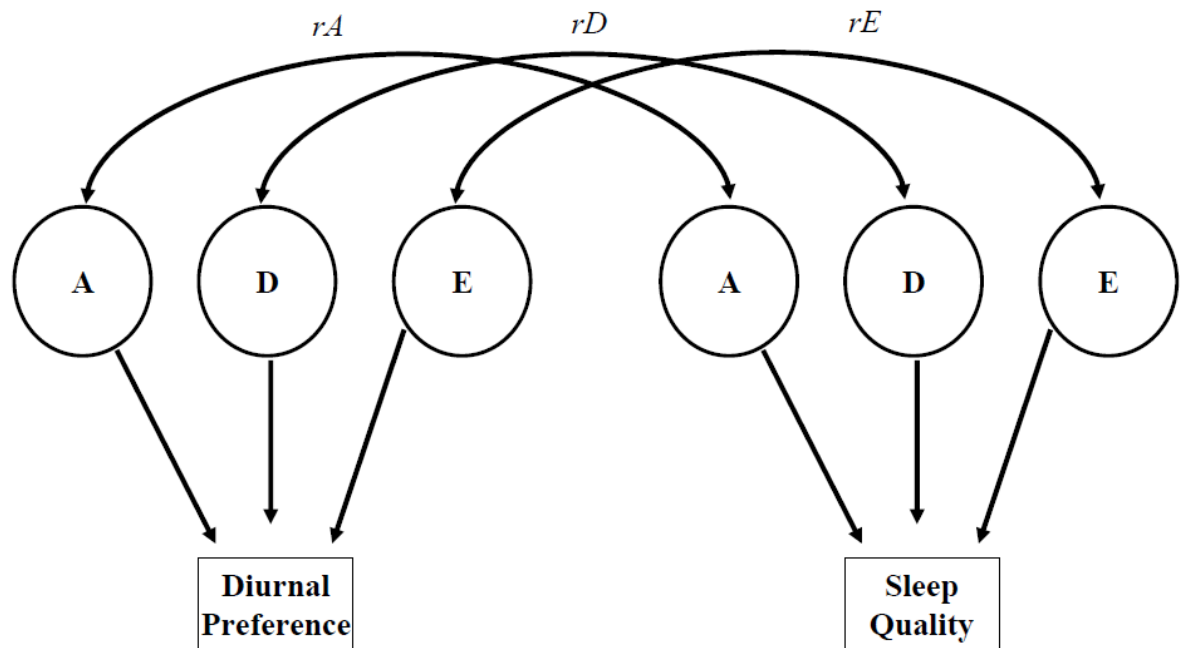 rA rD rE
A D E A D E
Diurnal Sleep
Preference Quality